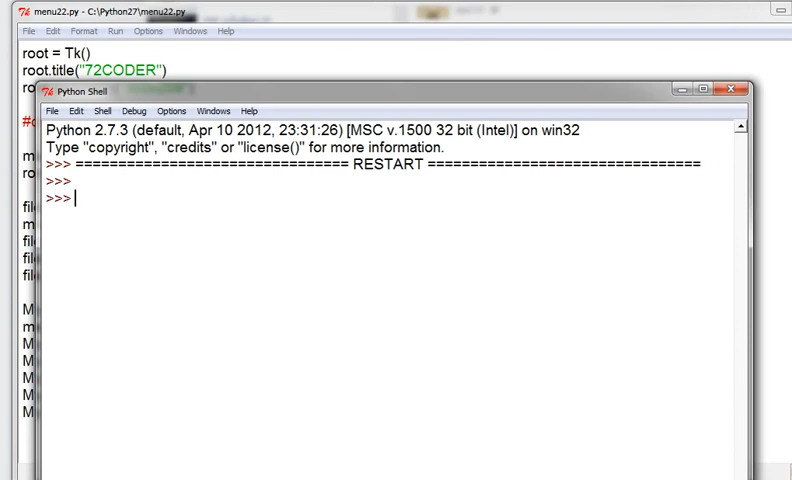 menu22.py - C:\Python27\menu22.py
File Edit Format Run Options Windows Help
root = Tk()
root.title("72CODER")
Python Shell
File Edit Shell Debug Options Windows Help
Python 2.7.3 (default, Apr 10 2012, 23:31:26) [MSC v.1500 32 bit (Intel)] on win32
Type "copyright", "credits" or "license()" for more information.
>>> ================================ RESTART ================================
>>>
>>>